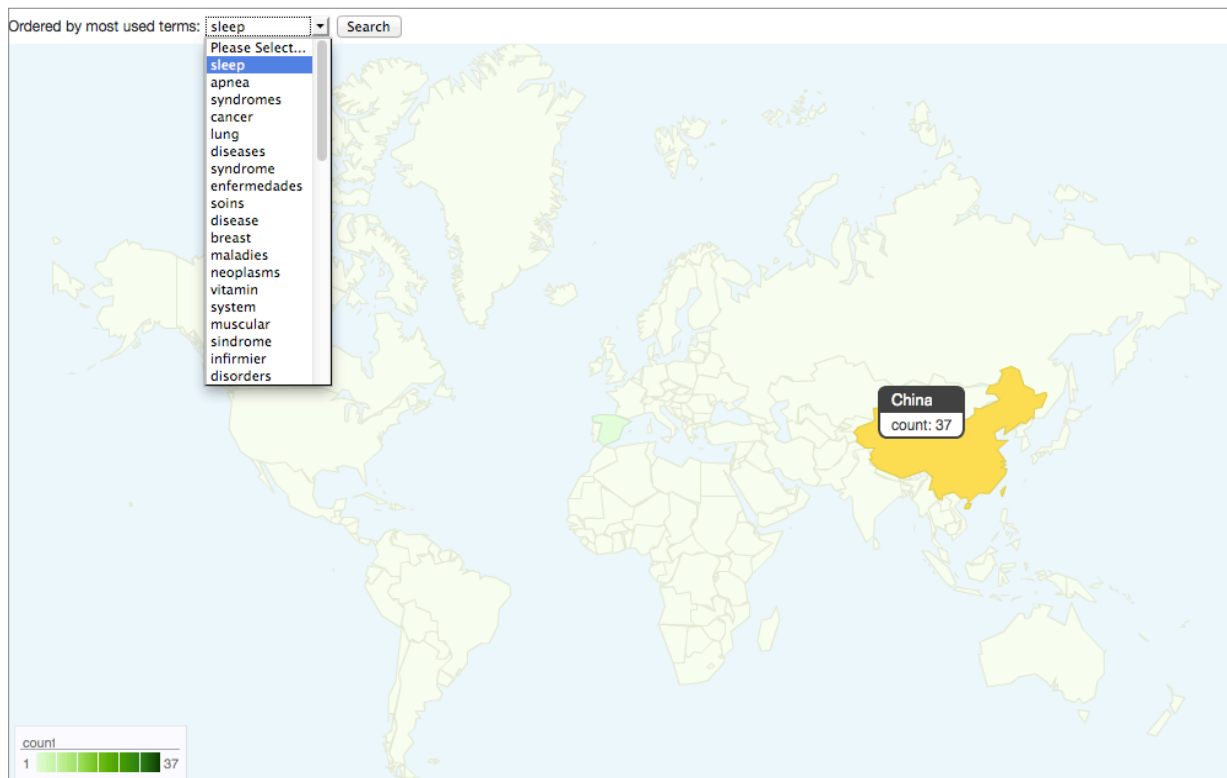 Ordered by most used terms: sleep Search
Please Select...
sleep
apnea
syndromes
cancer
lung
diseases
syndrome
enfermedades
soins
disease
breast
maladies
neoplasms
vitamin
system
muscular
sindrome
infirmier
disorders
China
count: 37
count
1 37